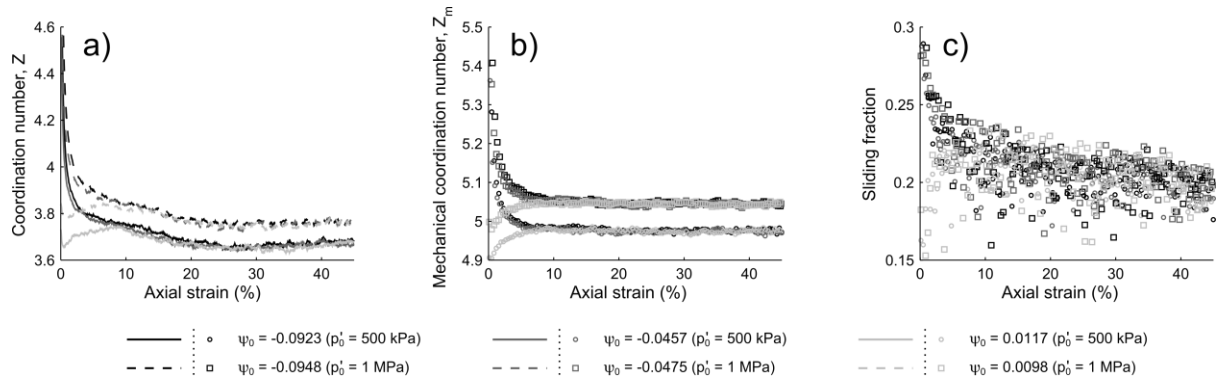 a)
Coordination number, Z
4.6
4.4
4.2
4
3.8
3.6
0
10
20
30
40
Axial strain (%)
b)
Mechanical coordination number, Zm
5.5
5.4
5.3
5.2
5.1
5
4.9
0
10
20
30
40
Axial strain (%)
c)
Sliding fraction
0.3
0.25
0.2
0.15
0
10
20
30
40
Axial strain (%)
ψ0 = -0.0923 (p'0 = 500 kPa)
ψ0 = -0.0948 (p'0 = 1 MPa)
ψ0 = -0.0457 (p'0 = 500 kPa)
ψ0 = -0.0475 (p'0 = 1 MPa)
ψ0 = 0.0117 (p'0 = 500 kPa)
ψ0 = 0.0098 (p'0 = 1 MPa)